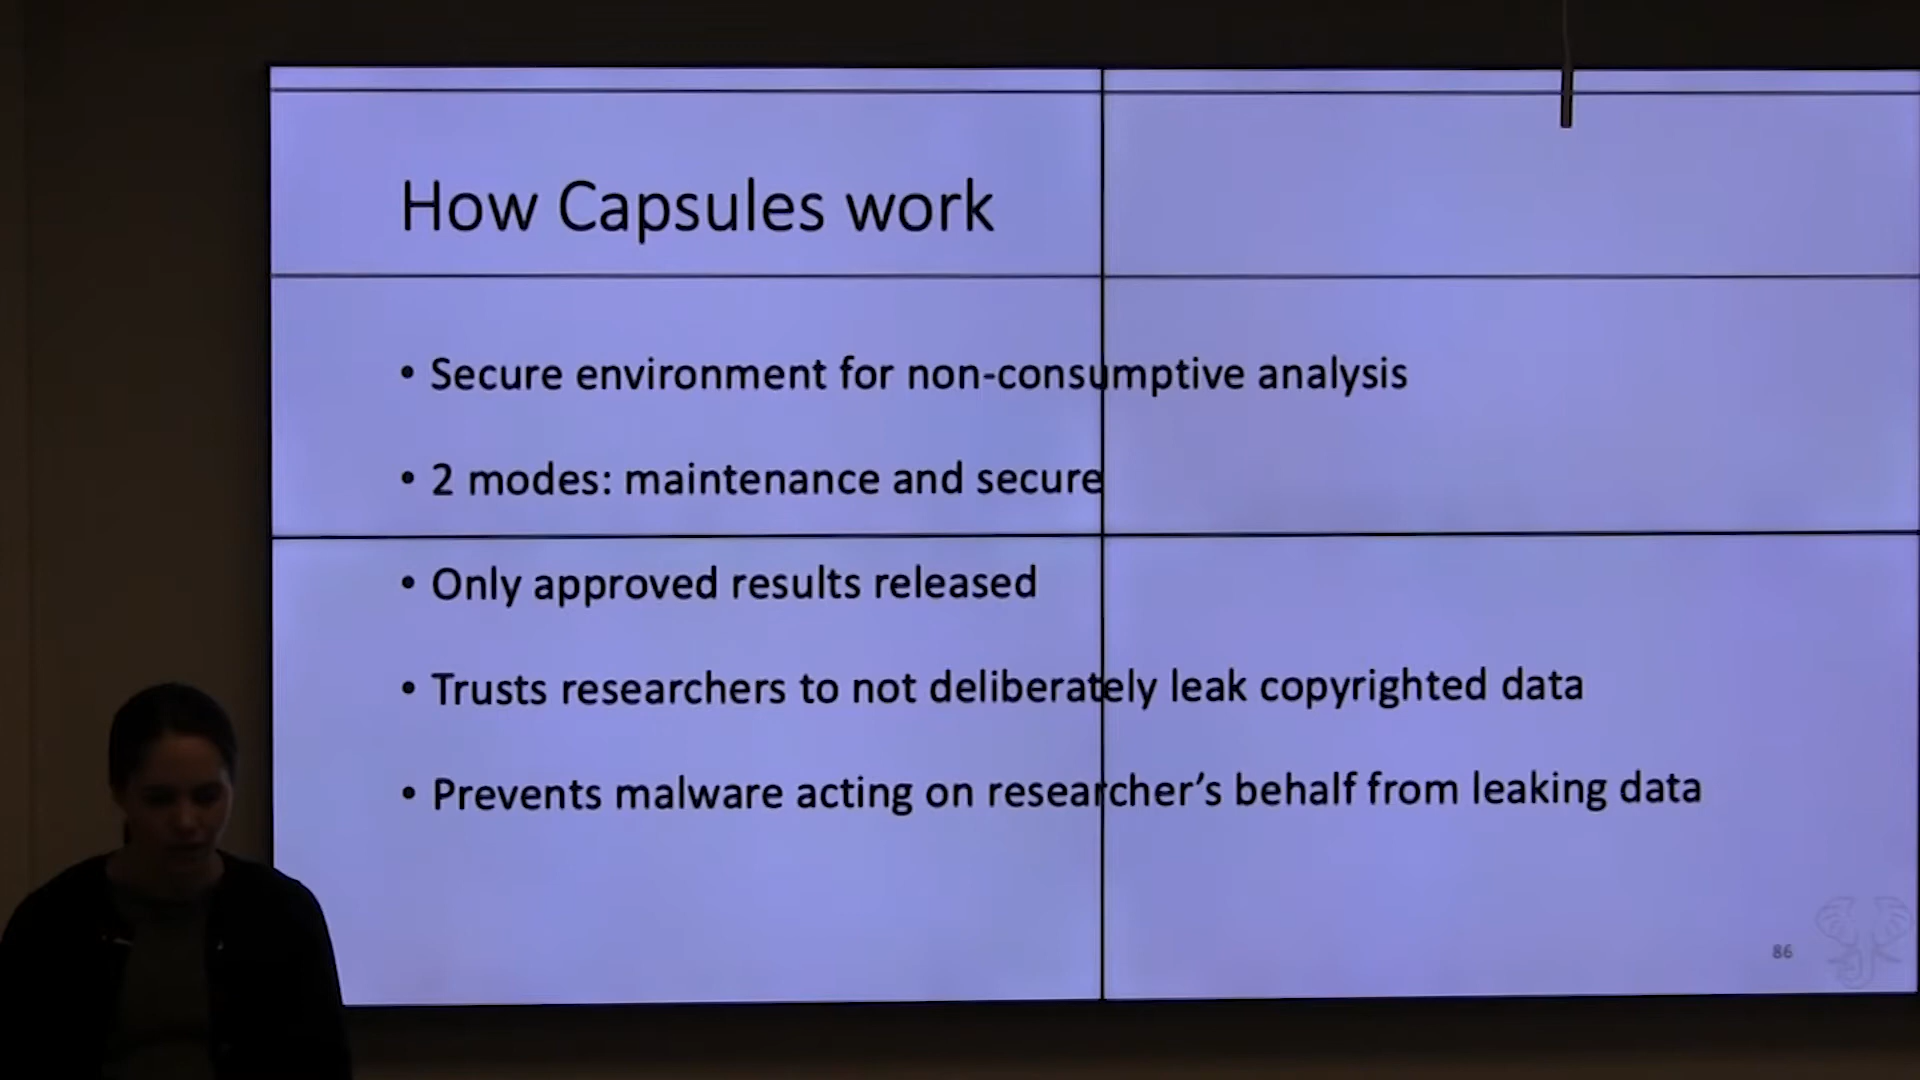 How Capsules work
• Secure environment for non-consumptive analysis
• 2 modes: maintenance and secure
• Only approved results released
• Trusts researchers to not deliberately leak copyrighted data
• Prevents malware acting on researcher’s behalf from leaking data
86